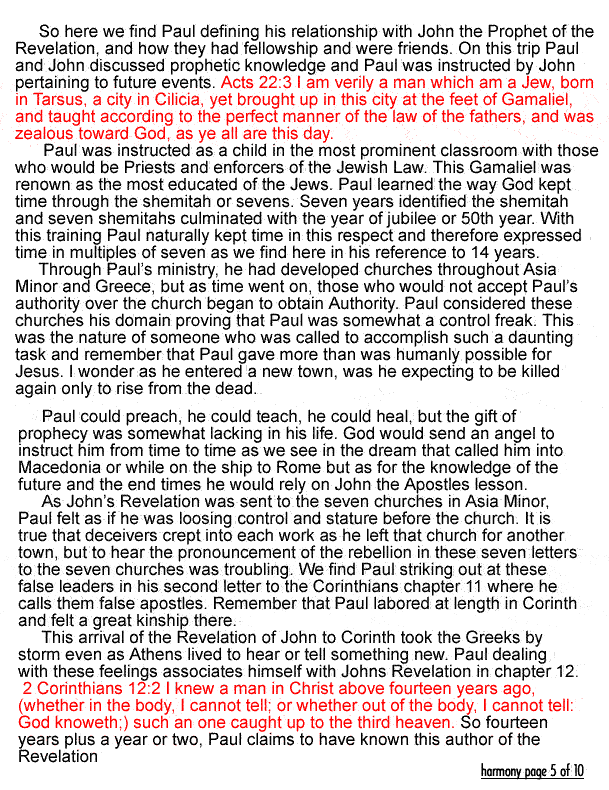 So here we find Paul defining his relationship with John the Prophet of the
Revelation, and how they had fellowship and were friends. On this trip Paul
and John discussed prophetic knowledge and Paul was instructed by John
pertaining to future events. Acts 22:3 I am verily a man which am a Jew, born
in Tarsus, a city in Cilicia, yet brought up in this city at the feet of Gamaliel,
and taught according to the perfect manner of the law of the fathers, and was
zealous toward God, as ye all are this day.
Paul was instructed as a child in the most prominent classroom with those
who would be Priests and enforcers of the Jewish Law. This Gamaliel was
renown as the most educated of the Jews. Paul learned the way God kept
time through the shemitah or sevens. Seven years identified the shemitah
and seven shemitahs culminated with the year of jubilee or 50th year. With
this training Paul naturally kept time in this respect and therefore expressed
time in multiples of seven as we find here in his reference to 14 years.
Through Paul's ministry, he had developed churches throughout Asia
Minor and Greece, but as time went on, those who would not accept Paul's
authority over the church began to obtain Authority. Paul considered these
churches his domain proving that Paul was somewhat a control freak. This
was the nature of someone who was called to accomplish such a daunting
task and remember that Paul gave more than was humanly possible for
Jesus. I wonder as he entered a new town, was he expecting to be killed
again only to rise from the dead.
Paul could preach, he could teach, he could heal, but the gift of
prophecy was somewhat lacking in his life. God would send an angel to
instruct him from time to time as we see in the dream that called him into
Macedonia or while on the ship to Rome but as for the knowledge of the
future and the end times he would rely on John the Apostles lesson.
As John's Revelation was sent to the seven churches in Asia Minor,
Paul felt as if he was loosing control and stature before the church. It is
true that deceivers crept into each work as he left that church for another
town, but to hear the pronouncement of the rebellion in these seven letters
to the seven churches was troubling. We find Paul striking out at these
false leaders in his second letter to the Corinthians chapter 11 where he
calls them false apostles. Remember that Paul labored at length in Corinth
and felt a great kinship there.
This arrival of the Revelation of John to Corinth took the Greeks by
storm even as Athens lived to hear or tell something new. Paul dealing
with these feelings associates himself with Johns Revelation in chapter 12.
2 Corinthians 12:2 I knew a man in Christ above fourteen years ago,
(whether in the body, I cannot tell; or whether out of the body, I cannot tell:
God knoweth;) such an one caught up to the third heaven. So fourteen
years plus a year or two, Paul claims to have known this author of the
Revelation
harmony page 5 of 10